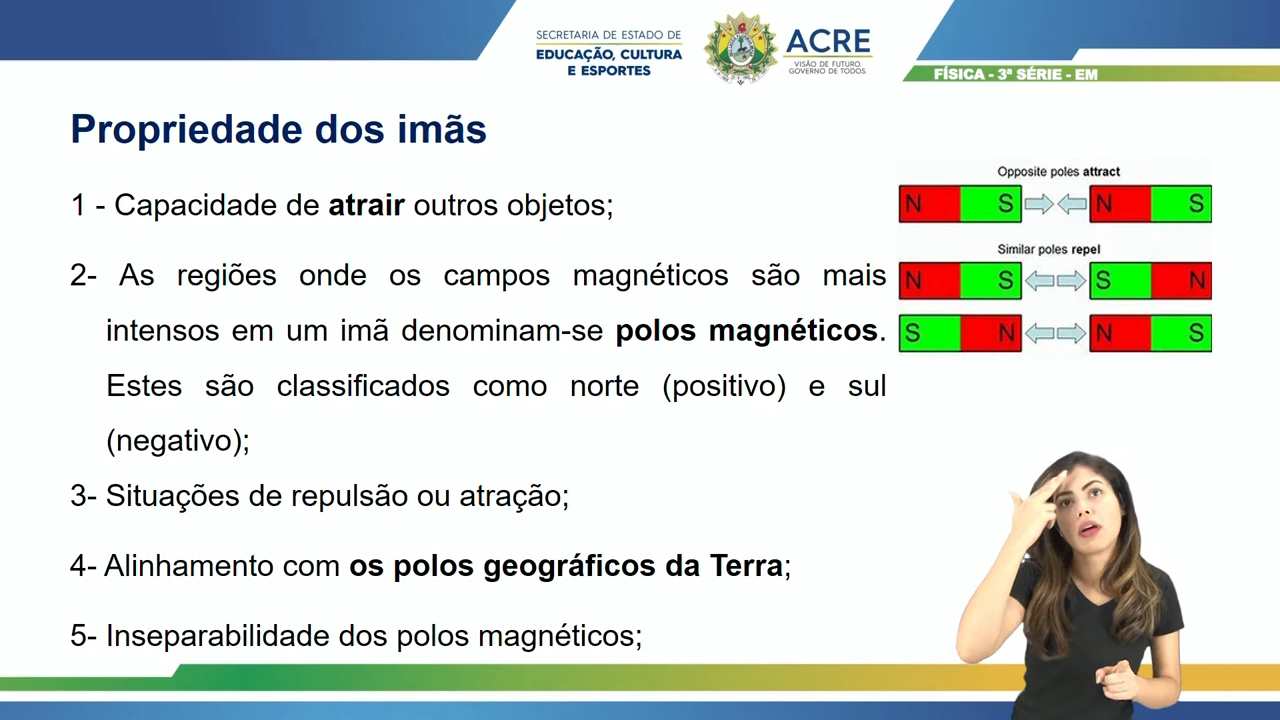 SECRETARIA DE ESTADO DE
EDUCAÇÃO, CULTURA
E ESPORTES
ACRE
VISÃO DE FUTURO.
GOVERNO DE TODOS.
FÍSICA - 3ª SÉRIE - EM
Propriedade dos imãs
1 - Capacidade de atrair outros objetos;
2- As regiões onde os campos magnéticos são mais
intensos em um imã denominam-se polos magnéticos.
Estes são classificados como norte (positivo) e sul
(negativo);
3- Situações de repulsão ou atração;
4- Alinhamento com os polos geográficos da Terra;
5- Inseparabilidade dos polos magnéticos;
Opposite poles attract
N S N S
Similar poles repel
N S S N
S N N S